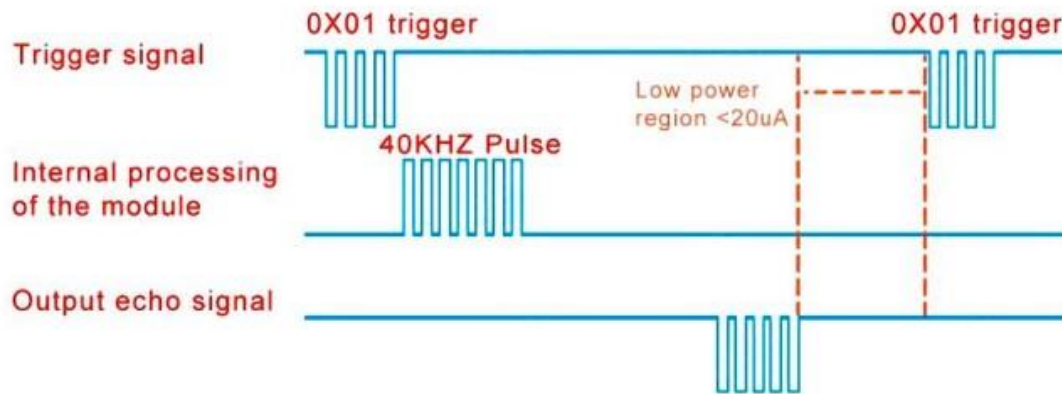 0X01 trigger
0X01 trigger
Trigger signal
Low power
region <20uA
40KHZ Pulse
Internal processing
of the module
Output echo signal